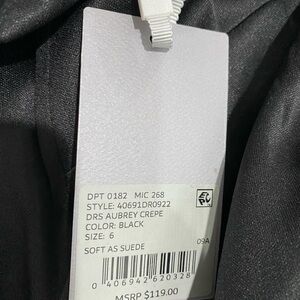 DPT 0182 MIC 268
STYLE: 40691DR0922
DRS AUBREY CREPE
COLOR: BLACK
SIZE: 6
09A
SOFT AS SUEDE
0 406942 620328
MSRP $119.00